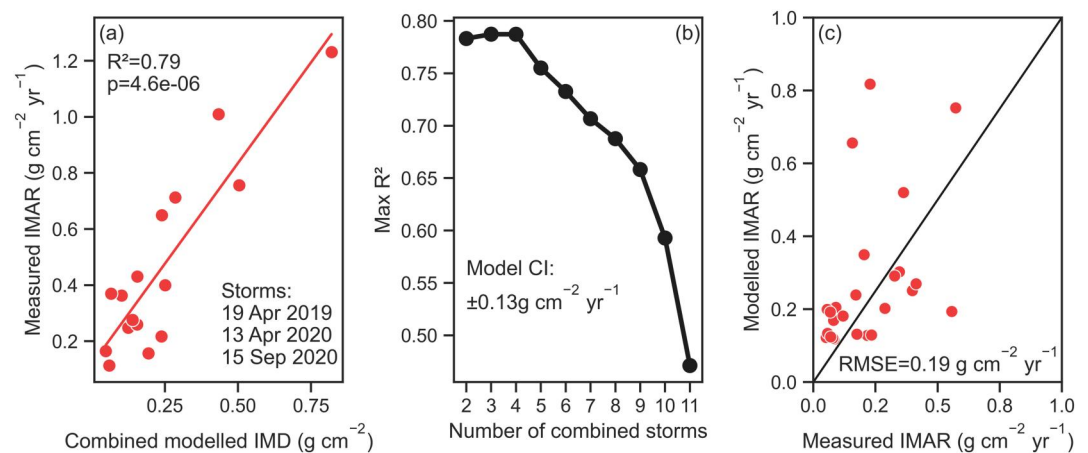 (a)
R²=0.79
p=4.6e-06
Storms:
19 Apr 2019
13 Apr 2020
15 Sep 2020
Measured IMAR (g cm⁻² yr⁻¹)
1.2
1.0
0.8
0.6
0.4
0.2
0.25
0.50
0.75
Combined modelled IMD (g cm⁻²)
(b)
Max R²
0.80
0.75
0.70
0.65
0.60
0.55
0.50
Model CI:
±0.13g cm⁻² yr⁻¹
2 3 4 5 6 7 8 9 10 11
Number of combined storms
(c)
Modelled IMAR (g cm⁻² yr⁻¹)
1.0
0.8
0.6
0.4
0.2
0.0
RMSE=0.19 g cm⁻² yr⁻¹
0.0 0.2 0.5 0.8 1.0
Measured IMAR (g cm⁻² yr⁻¹)